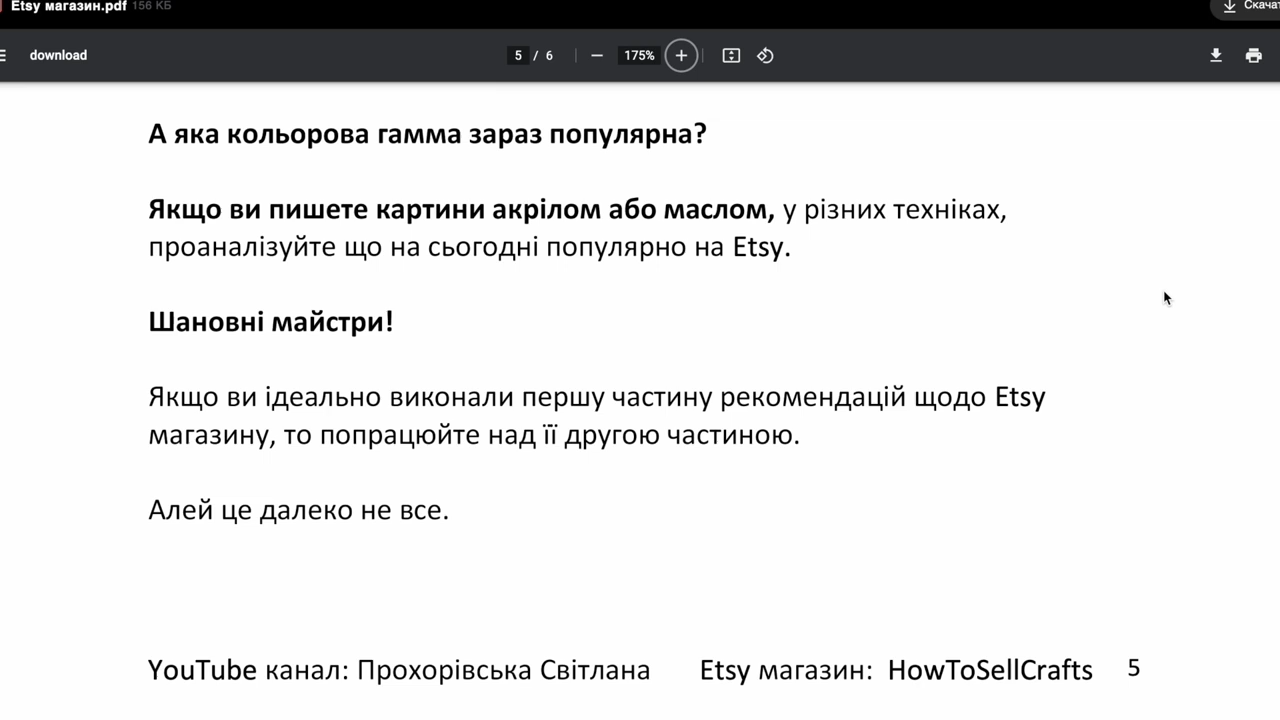 Etsy магазин.pdf 156 КБ
download
5 / 6
175%
А яка кольорова гамма зараз популярна?
Якщо ви пишете картини акрілом або маслом, у різних техніках,
проаналізуйте що на сьогодні популярно на Etsy.
Шановні майстри!
Якщо ви ідеально виконали першу частину рекомендацій щодо Etsy
магазину, то попрацюйте над її другою частиною.
Алей це далеко не все.
YouTube канал: Прохорівська Світлана Etsy магазин: HowToSellCrafts 5